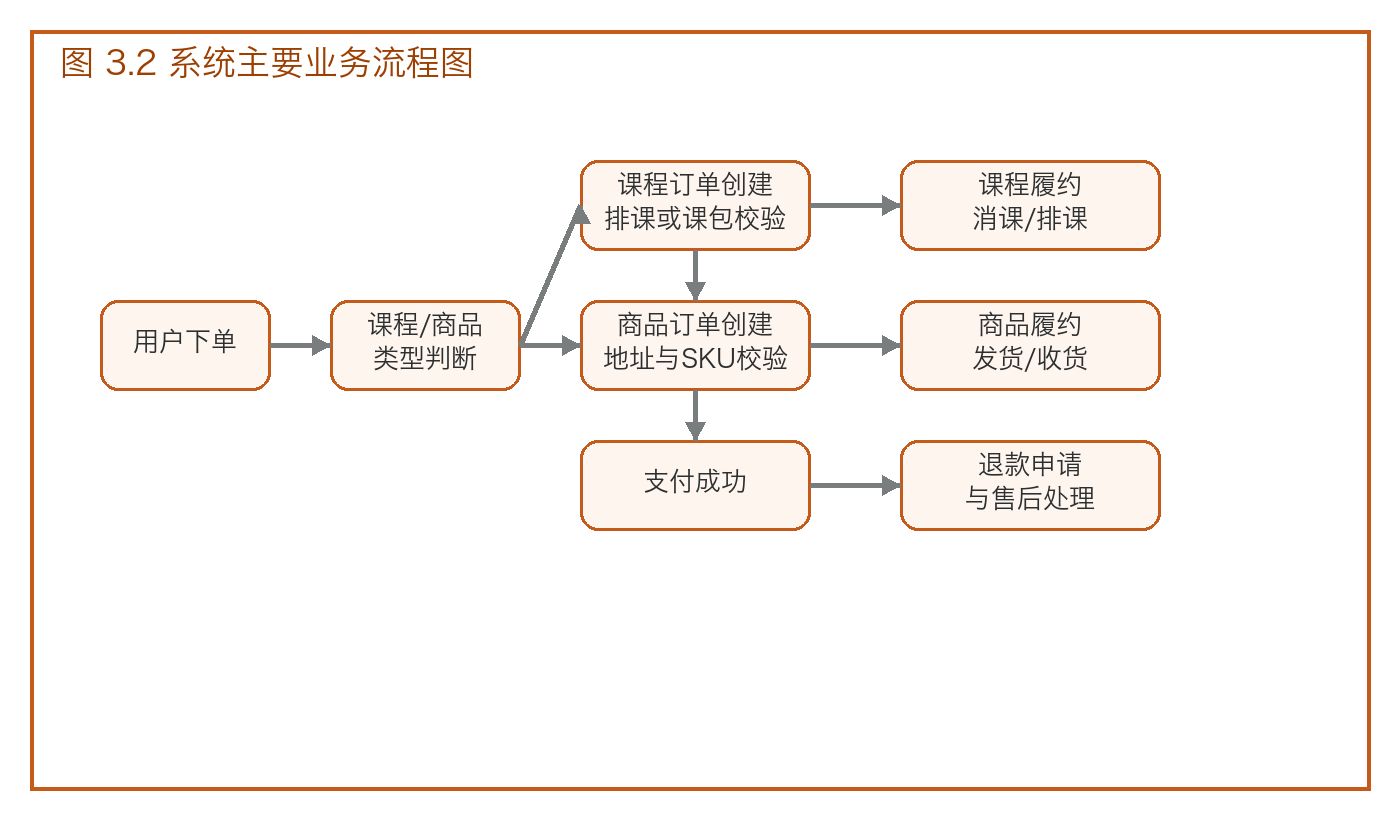 图 3.2 系统主要业务流程图
课程订单创建
排课或课包校验
课程履约
消课/排课
用户下单
课程/商品
类型判断
商品订单创建
地址与SKU校验
商品履约
发货/收货
支付成功
退款申请
与售后处理